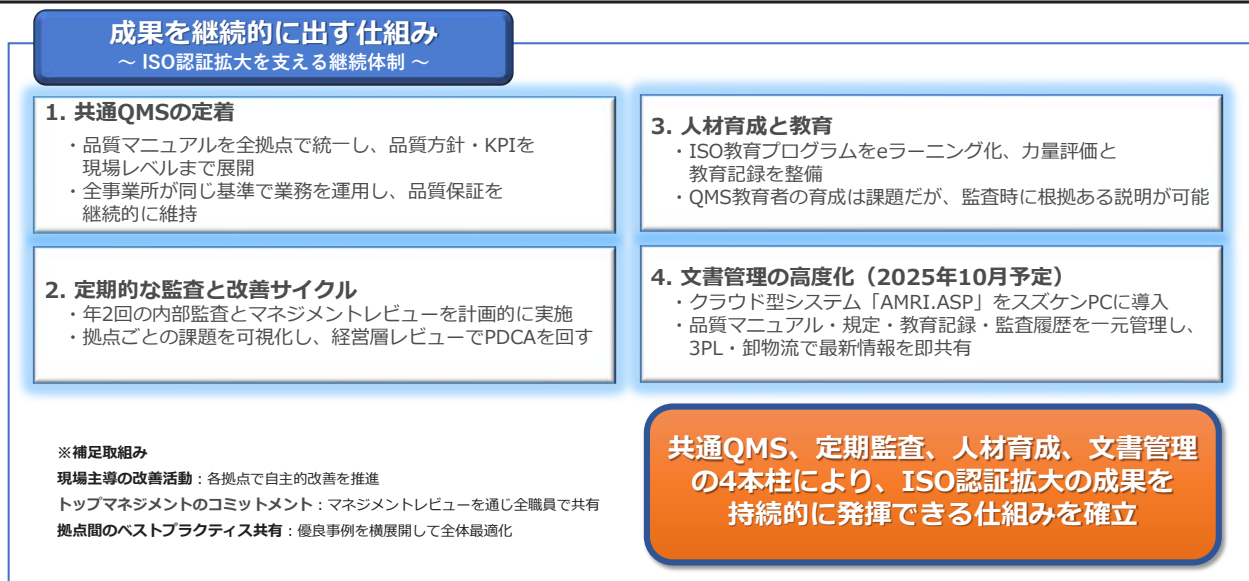 成果を継続的に出す仕組み
～ ISO認証拡大を支える継続体制 ～
1. 共通QMSの定着
・品質マニュアルを全拠点で統一し、品質方針・KPIを
現場レベルまで展開
・全事業所が同じ基準で業務を運用し、品質保証を
継続的に維持
2. 定期的な監査と改善サイクル
・年2回の内部監査とマネジメントレビューを計画的に実施
・拠点ごとの課題を可視化し、経営層レビューでPDCAを回す
3. 人材育成と教育
・ISO教育プログラムをeラーニング化、力量評価と
教育記録を整備
・QMS教育者の育成は課題だが、監査時に根拠ある説明が可能
4. 文書管理の高度化（2025年10月予定）
・クラウド型システム「AMRI.ASP」をスズケンPCに導入
・品質マニュアル・規定・教育記録・監査履歴を一元管理し、
3PL・卸物流で最新情報を即共有
※補足取組み
現場主導の改善活動：各拠点で自主的改善を推進
トップマネジメントのコミットメント：マネジメントレビューを通じ全職員で共有
拠点間のベストプラクティス共有：優良事例を横展開して全体最適化
共通QMS、定期監査、人材育成、文書管理
の4本柱により、ISO認証拡大の成果を
持続的に発揮できる仕組みを確立